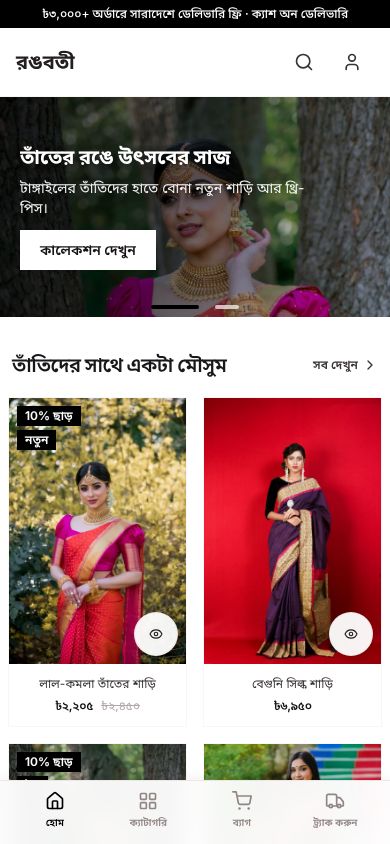 ৳৩,০০০+ অর্ডারে সারাদেশে ডেলিভারি ফ্রি · ক্যাশ অন ডেলিভারি
রঙবতী
তাঁতের রঙে উৎসবের সাজ
টাঙ্গাইলের তাঁতিদের হাতে বোনা নতুন শাড়ি আর থ্রি-
পিস।
কালেকশন দেখুন
তাঁতিদের সাথে একটা মৌসুম
সব দেখুন
10% ছাড়
নতুন
লাল-কমলা তাঁতের শাড়ি
৳২,২০৫ ৳২,৪৫০
বেগুনি সিল্ক শাড়ি
৳৬,৯৫০
10% ছাড়
হোম
ক্যাটাগরি
ব্যাগ
ট্র্যাক করুন